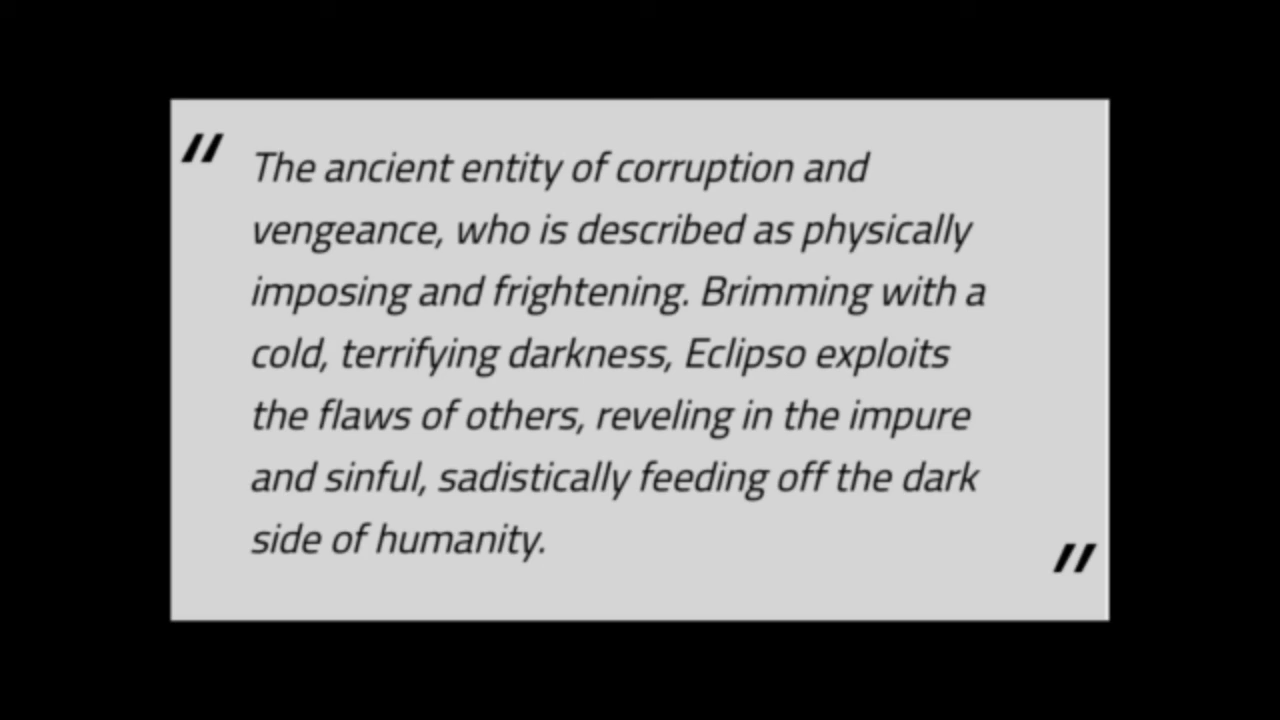 " The ancient entity of corruption and
vengeance, who is described as physically
imposing and frightening. Brimming with a
cold, terrifying darkness, Eclipso exploits
the flaws of others, reveling in the impure
and sinful, sadistically feeding off the dark
side of humanity. "